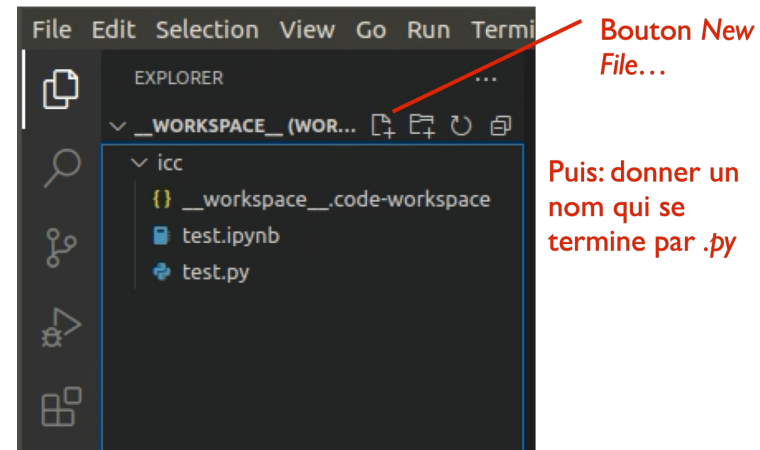 File Edit Selection View Go Run Termi
EXPLORER
__WORKSPACE__ (WOR...
icc
{} __workspace__.code-workspace
test.ipynb
test.py
Bouton New
File…
Puis: donner un
nom qui se
termine par .py